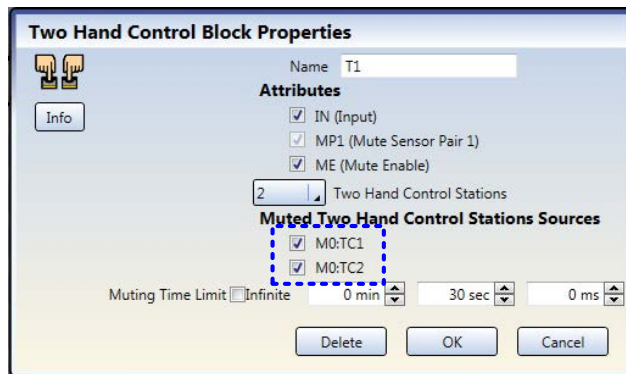 Two Hand Control Block Properties
Name T1
Attributes
Info
IN (Input)
MP1 (Mute Sensor Pair 1)
ME (Mute Enable)
2 Two Hand Control Stations
Muted Two Hand Control Stations Sources
M0:TC1
M0:TC2
Muting Time Limit Infinite 0 min 30 sec 0 ms
Delete OK Cancel